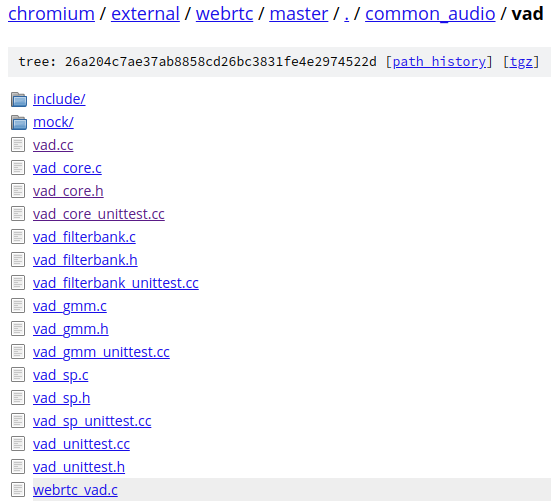 chromium / external / webrtc / master / . / common_audio / vad
tree: 26a204c7ae37ab8858cd26bc3831fe4e2974522d [path history] [tgz]
include/
mock/
vad.cc
vad_core.c
vad_core.h
vad_core_unittest.cc
vad_filterbank.c
vad_filterbank.h
vad_filterbank_unittest.cc
vad_gmm.c
vad_gmm.h
vad_gmm_unittest.cc
vad_sp.c
vad_sp.h
vad_sp_unittest.cc
vad_unittest.cc
vad_unittest.h
webrtc_vad.c